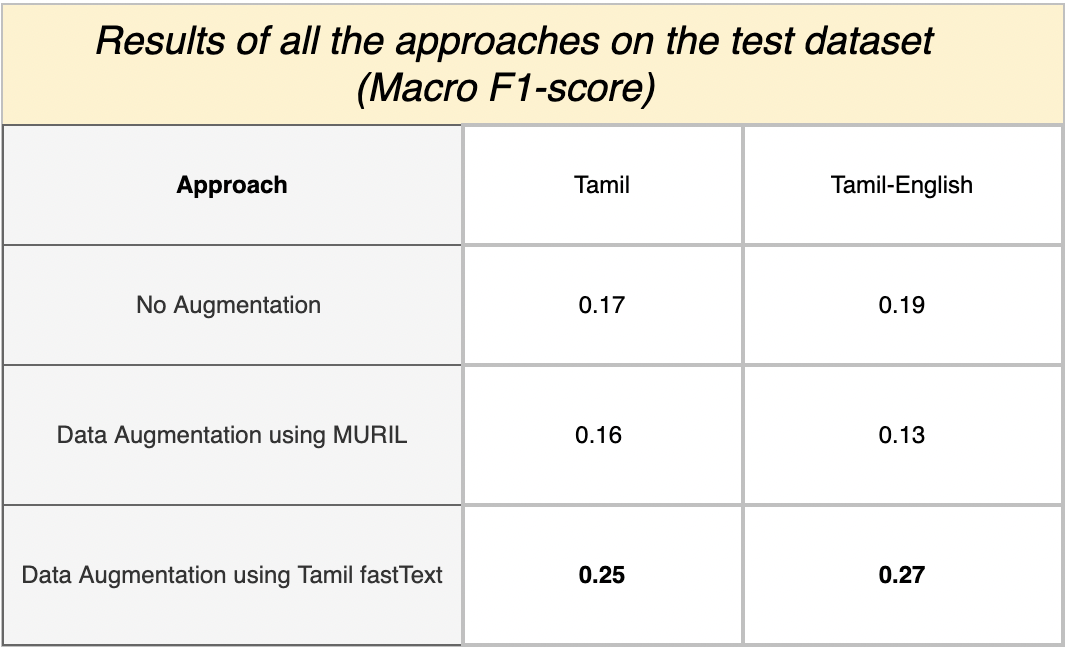 Results of all the approaches on the test dataset
(Macro F1-score)
Approach Tamil Tamil-English
No Augmentation 0.17 0.19
Data Augmentation using MURIL 0.16 0.13
Data Augmentation using Tamil fastText 0.25 0.27